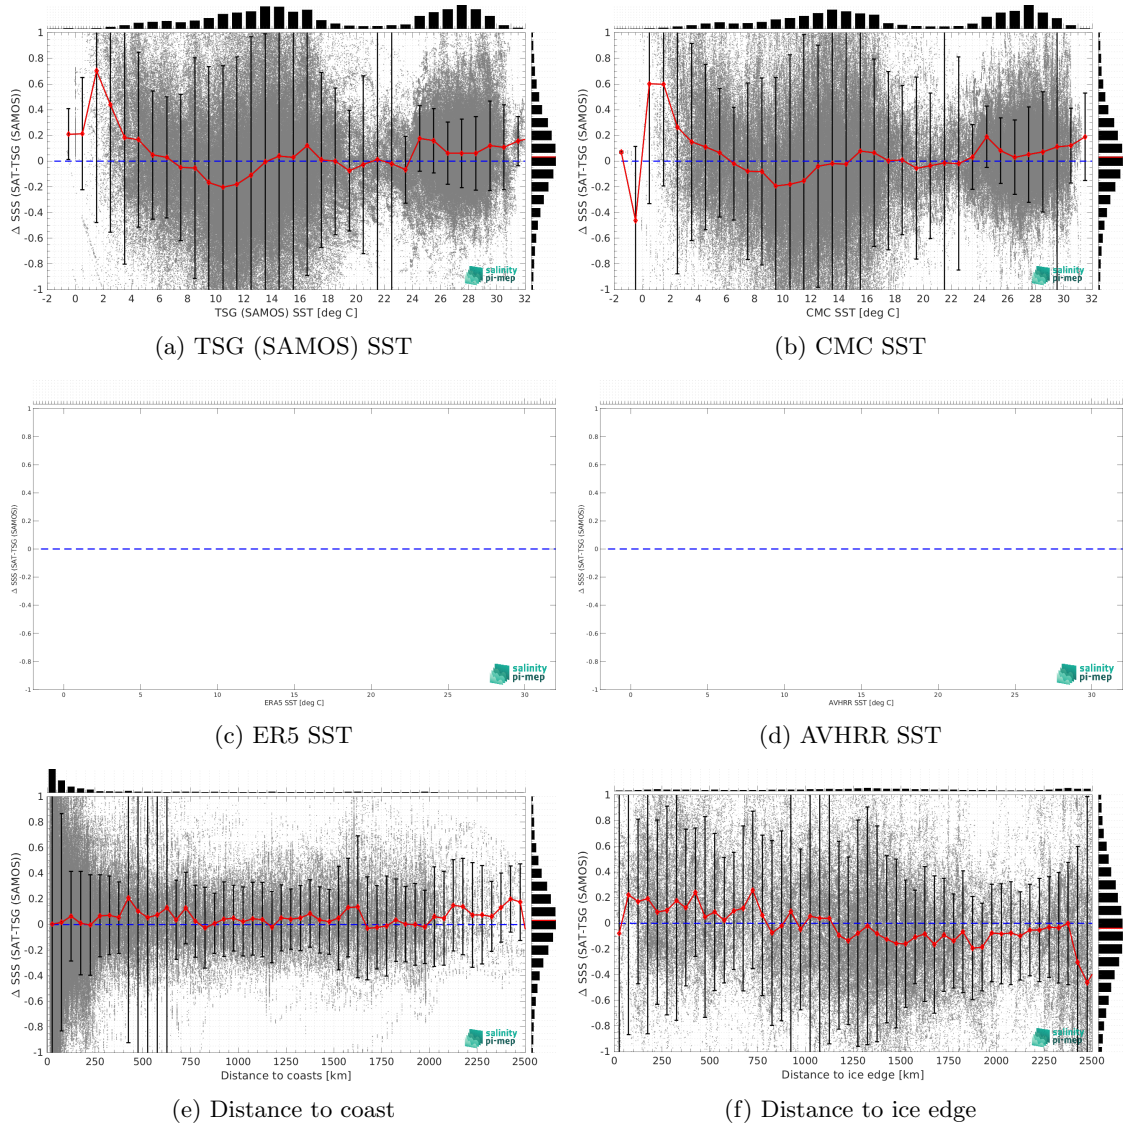 1
0.8
0.6
0.4
0.2
0
-0.2
-0.4
-0.6
-0.8
-1
Δ SSS (SAT-TSG (SAMOS))
-2 0 2 4 6 8 10 12 14 16 18 20 22 24 26 28 30 32
TSG (SAMOS) SST [deg C]
salinity
pi-mep
(a) TSG (SAMOS) SST
1
0.8
0.6
0.4
0.2
0
-0.2
-0.4
-0.6
-0.8
-1
Δ SSS (SAT-TSG (SAMOS))
-2 0 2 4 6 8 10 12 14 16 18 20 22 24 26 28 30 32
CMC SST [deg C]
salinity
pi-mep
(b) CMC SST
1
0.8
0.6
0.4
0.2
0
-0.2
-0.4
-0.6
-0.8
-1
Δ SSS (SAT-TSG (SAMOS))
0 5 10 15 20 25 30
ERA5 SST [deg C]
salinity
pi-mep
(c) ER5 SST
1
0.8
0.6
0.4
0.2
0
-0.2
-0.4
-0.6
-0.8
-1
Δ SSS (SAT-TSG (SAMOS))
0 5 10 15 20 25 30
AVHRR SST [deg C]
salinity
pi-mep
(d) AVHRR SST
1
0.8
0.6
0.4
0.2
0
-0.2
-0.4
-0.6
-0.8
-1
Δ SSS (SAT-TSG (SAMOS))
0 250 500 750 1000 1250 1500 1750 2000 2250 2500
Distance to coasts [km]
salinity
pi-mep
(e) Distance to coast
1
0.8
0.6
0.4
0.2
0
-0.2
-0.4
-0.6
-0.8
-1
Δ SSS (SAT-TSG (SAMOS))
0 250 500 750 1000 1250 1500 1750 2000 2250 2500
Distance to ice edge [km]
salinity
pi-mep
(f) Distance to ice edge